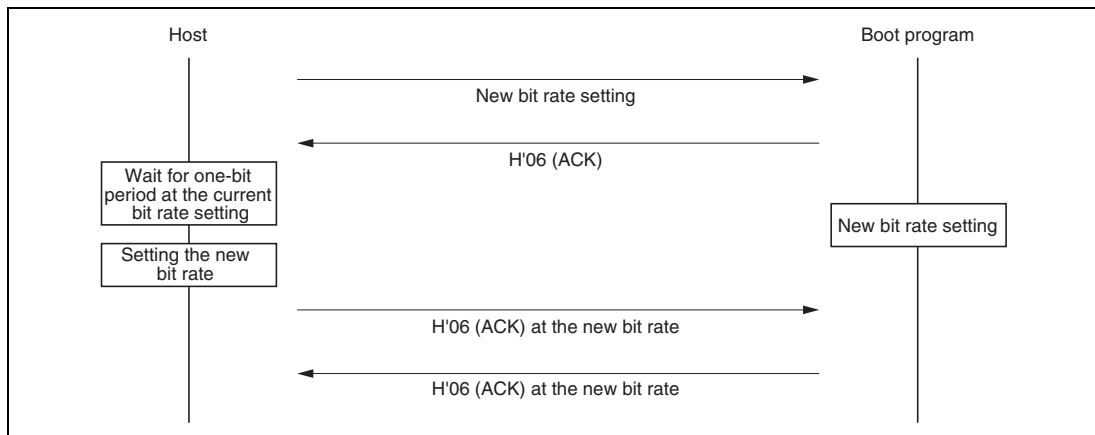 Host
Boot program
New bit rate setting
H'06 (ACK)
Wait for one-bit
period at the current
bit rate setting
New bit rate setting
Setting the new
bit rate
H'06 (ACK) at the new bit rate
H'06 (ACK) at the new bit rate